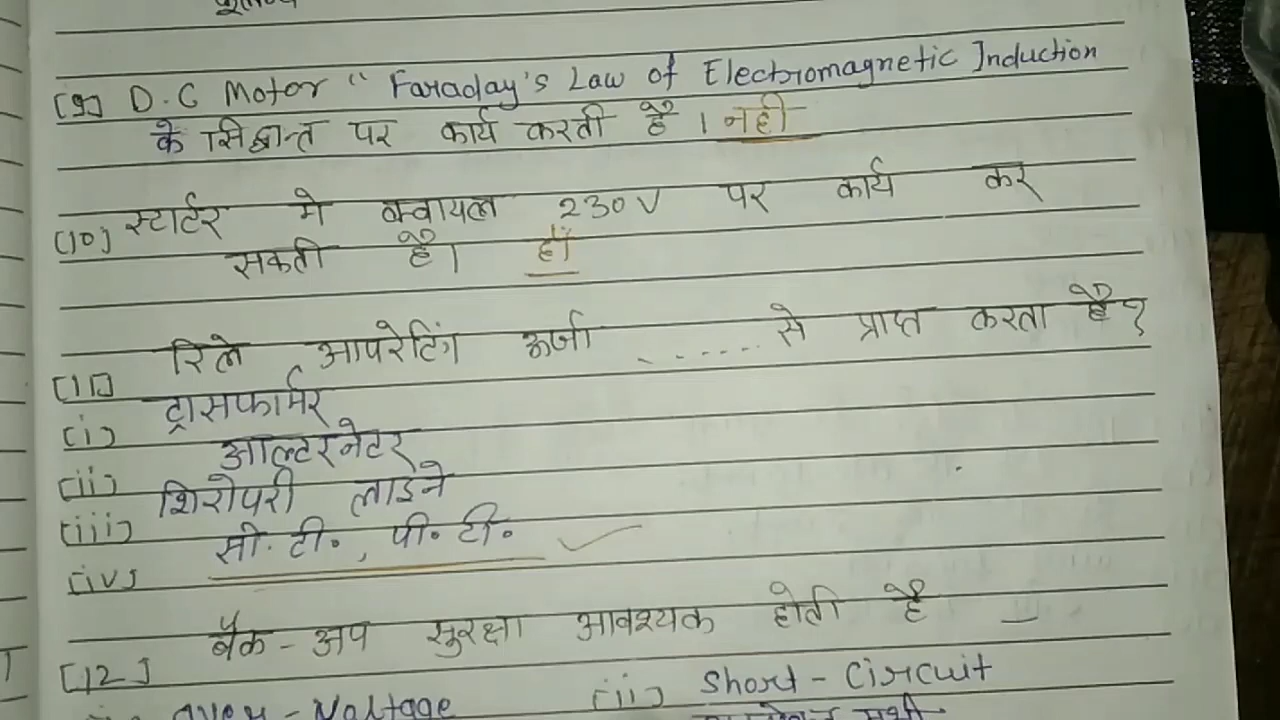 [9] D.C Motor " Faraday's Law of Electromagnetic Induction
के सिद्धान्त पर कार्य करती है । नही
[10] स्टार्टर मे क्वायल 230V पर कार्य कर
सकती है। हाँ
[11] रिले आपरेटिंग ऊर्जा ....... से प्राप्त करता है?
(i) ट्रासफार्मर
(ii) आल्टरनेटर
(iii) शिरोपरी लाइने
(iv) सी. टी. , पी. टी.
[12] बैक-अप सुरक्षा आवश्यक होती है _
over-Voltage (ii) Short-Circuit